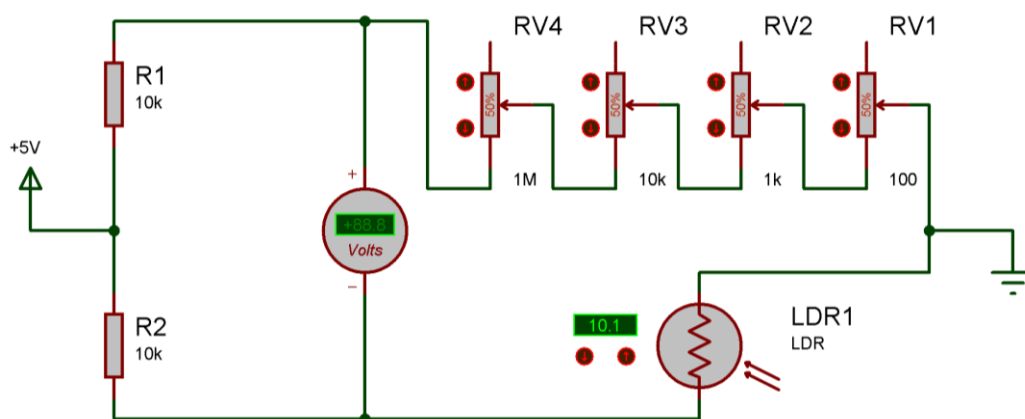 RV4
RV3
RV2
RV1
R1
10k
50%
50%
50%
50%
+5V
1M
10k
1k
100
+
+88.8
Volts
−
R2
10k
10.1
LDR1
LDR